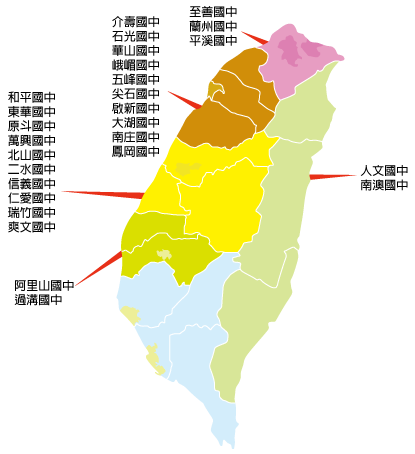 至善國中
蘭州國中
平溪國中
介壽國中
石光國中
華山國中
峨嵋國中
五峰國中
尖石國中
啟新國中
大湖國中
南庄國中
鳳岡國中
和平國中
東華國中
原斗國中
萬興國中
北山國中
二水國中
信義國中
仁愛國中
瑞竹國中
爽文國中
人文國中
南澳國中
阿里山國中
過溝國中